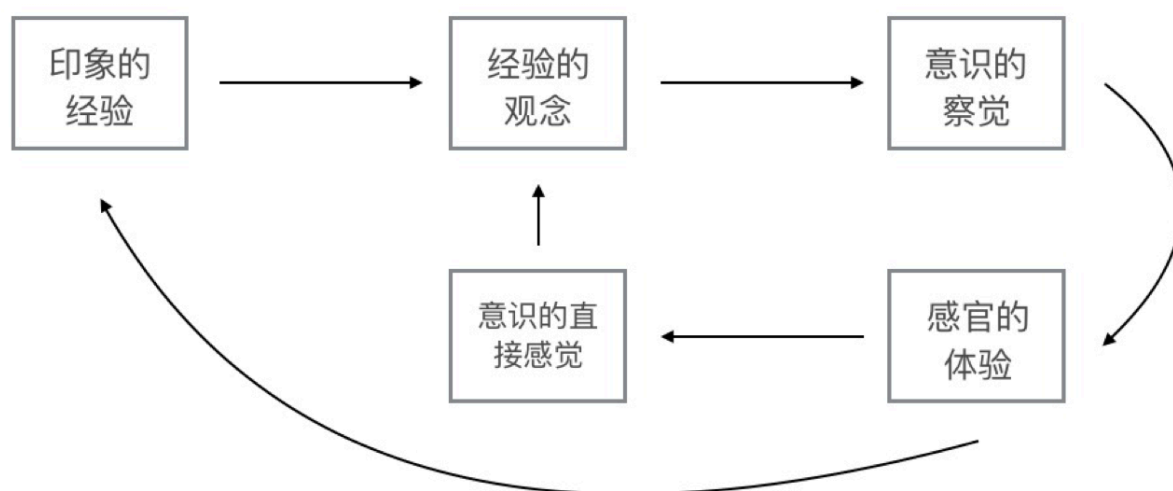 印象的
经验
经验的
观念
意识的
察觉
意识的直
接感觉
感官的
体验